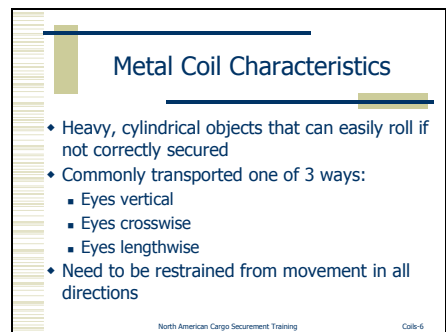 Metal Coil Characteristics
◆ Heavy, cylindrical objects that can easily roll if
not correctly secured
◆ Commonly transported one of 3 ways:
■ Eyes vertical
■ Eyes crosswise
■ Eyes lengthwise
◆ Need to be restrained from movement in all
directions
North American Cargo Securement Training Coils-6